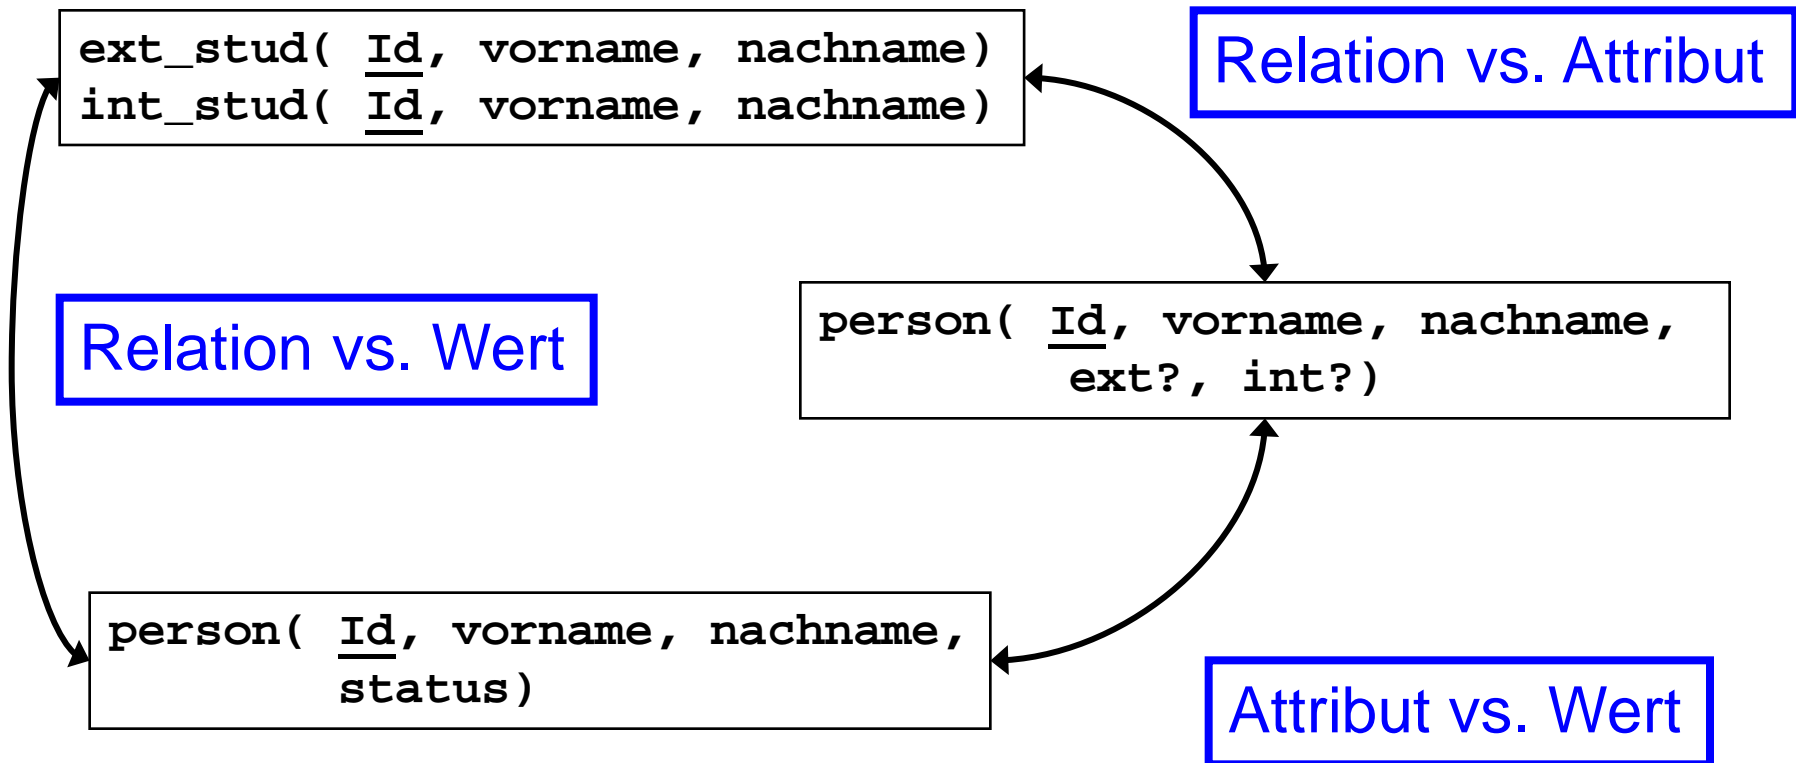 ext_stud( Id, vorname, nachname)
int_stud( Id, vorname, nachname)
Relation vs. Attribut
Relation vs. Wert
person( Id, vorname, nachname,
ext?, int?)
person( Id, vorname, nachname,
status)
Attribut vs. Wert